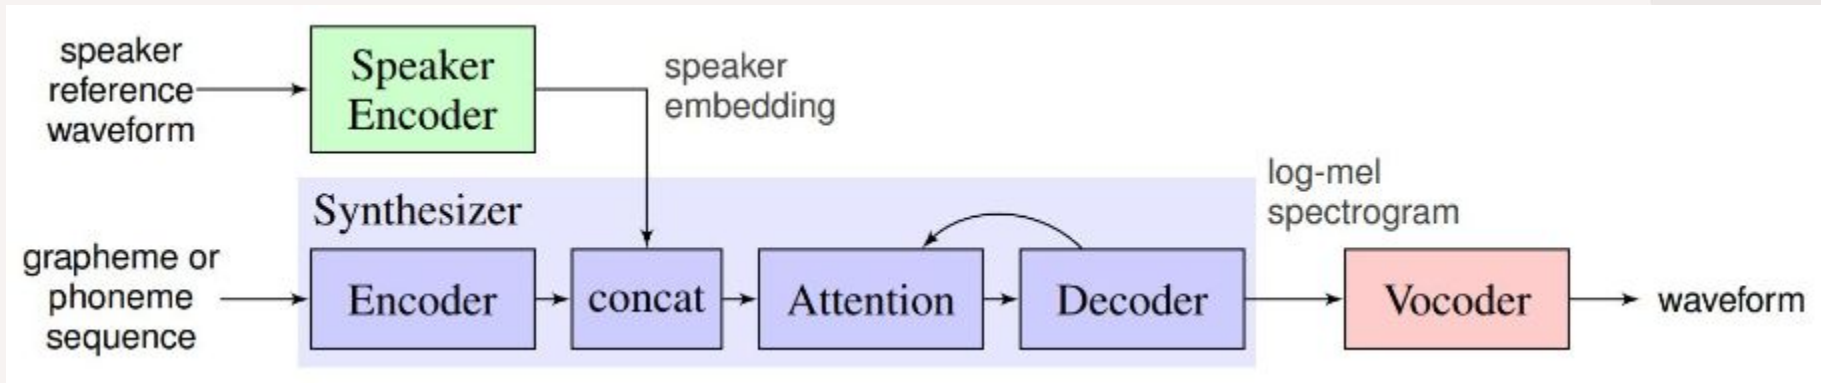 speaker
reference
waveform
Speaker
Encoder
speaker
embedding
log-mel
spectrogram
Synthesizer
grapheme or
phoneme
sequence
Encoder
concat
Attention
Decoder
Vocoder
waveform